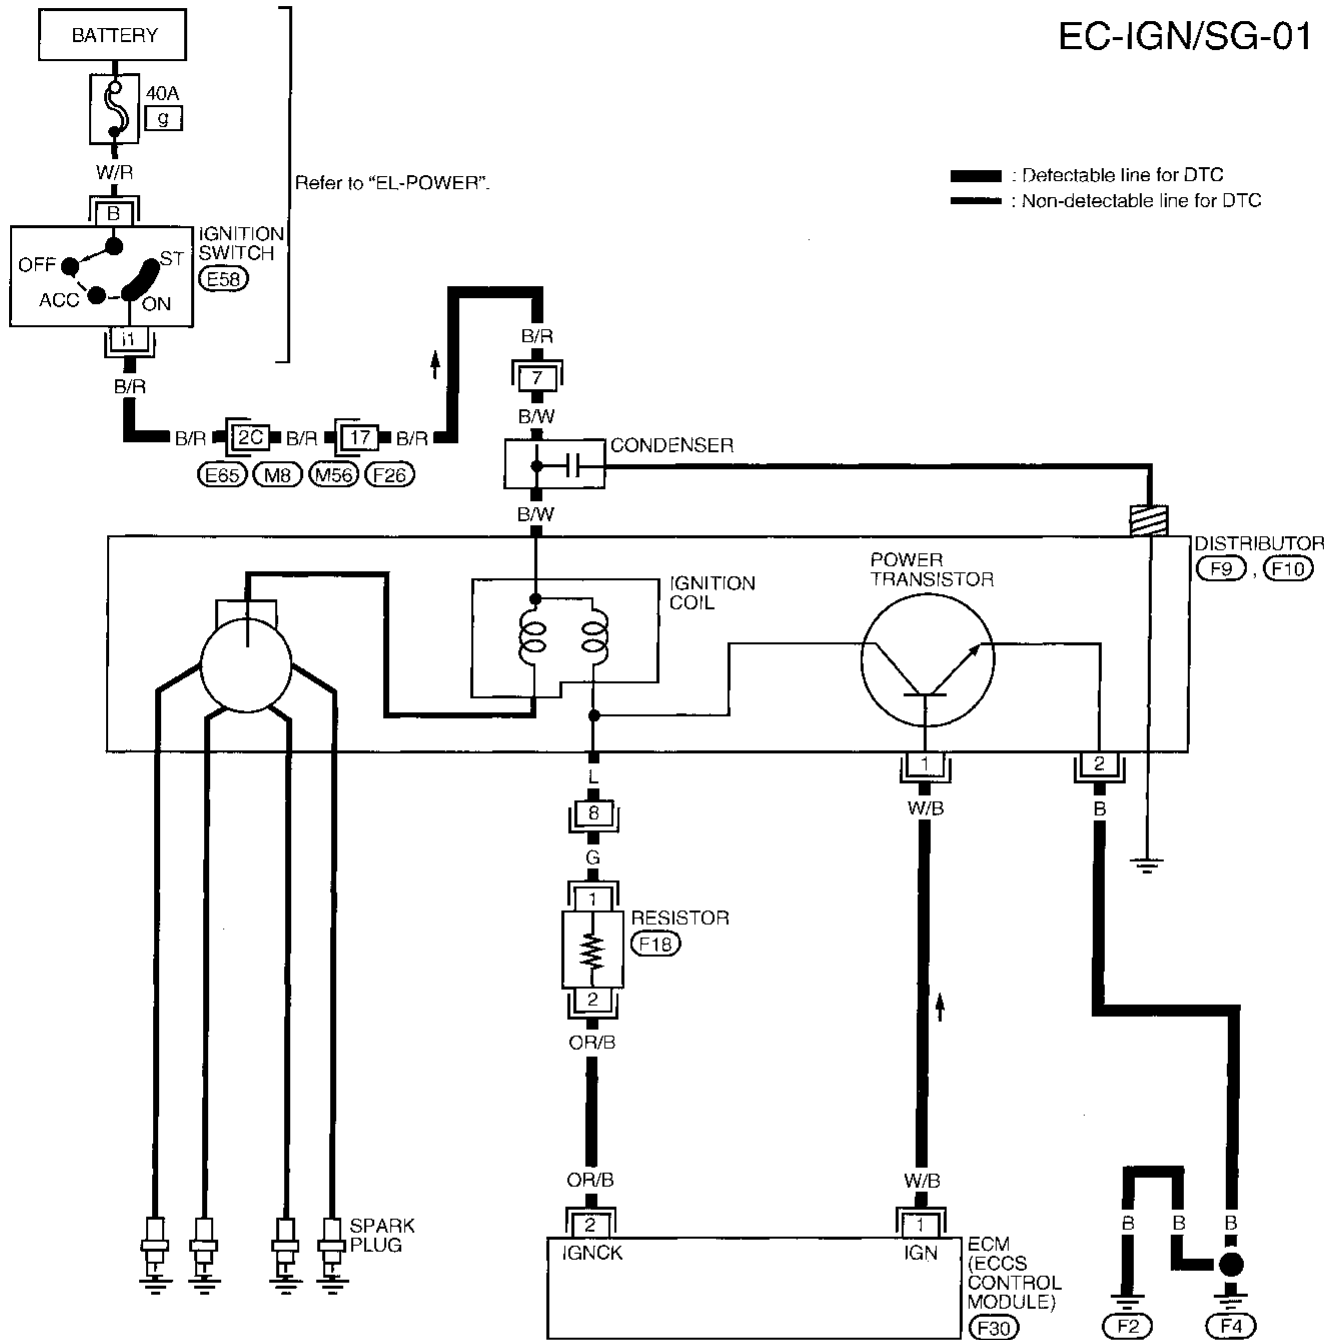 EC-IGN/SG-01
BATTERY
40A
g
W/R
Refer to "EL-POWER".
: Detectable line for DTC
: Non-detectable line for DTC
B
IGNITION
SWITCH
E58
OFF
ST
ACC
ON
i1
B/R
B/R
7
B/W
B/R
2C
B/R
17
B/R
E65
M8
M56
F26
CONDENSER
B/W
DISTRIBUTOR
F9 , F10
IGNITION
COIL
POWER
TRANSISTOR
L
8
G
1
RESISTOR
F18
2
OR/B
1
W/B
2
B
OR/B
2
IGNCK
W/B
1
IGN
SPARK
PLUG
ECM
(ECCS
CONTROL
MODULE)
F30
B
B
B
F2
F4